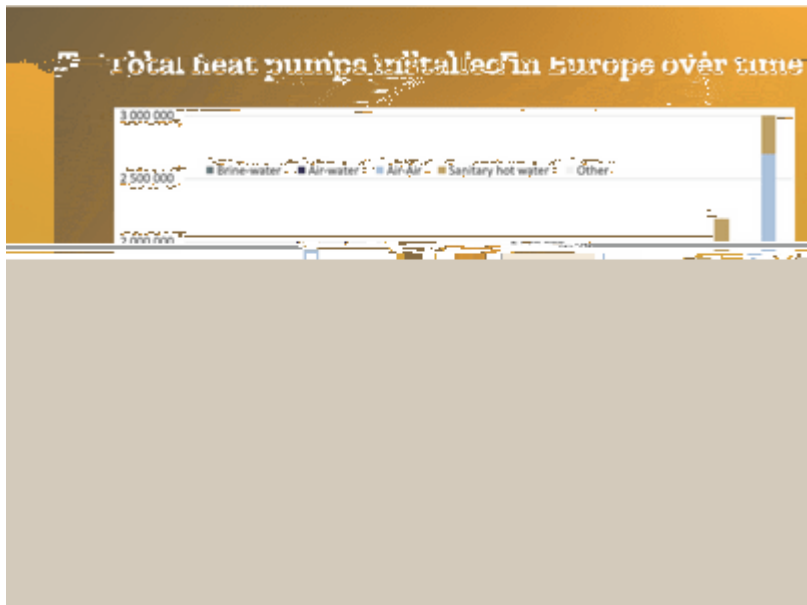 Total heat pumps installed in Europe over time
3 000 000
Brine-water Air-water Air-Air Sanitary hot water Other
2 500 000
2 000 000